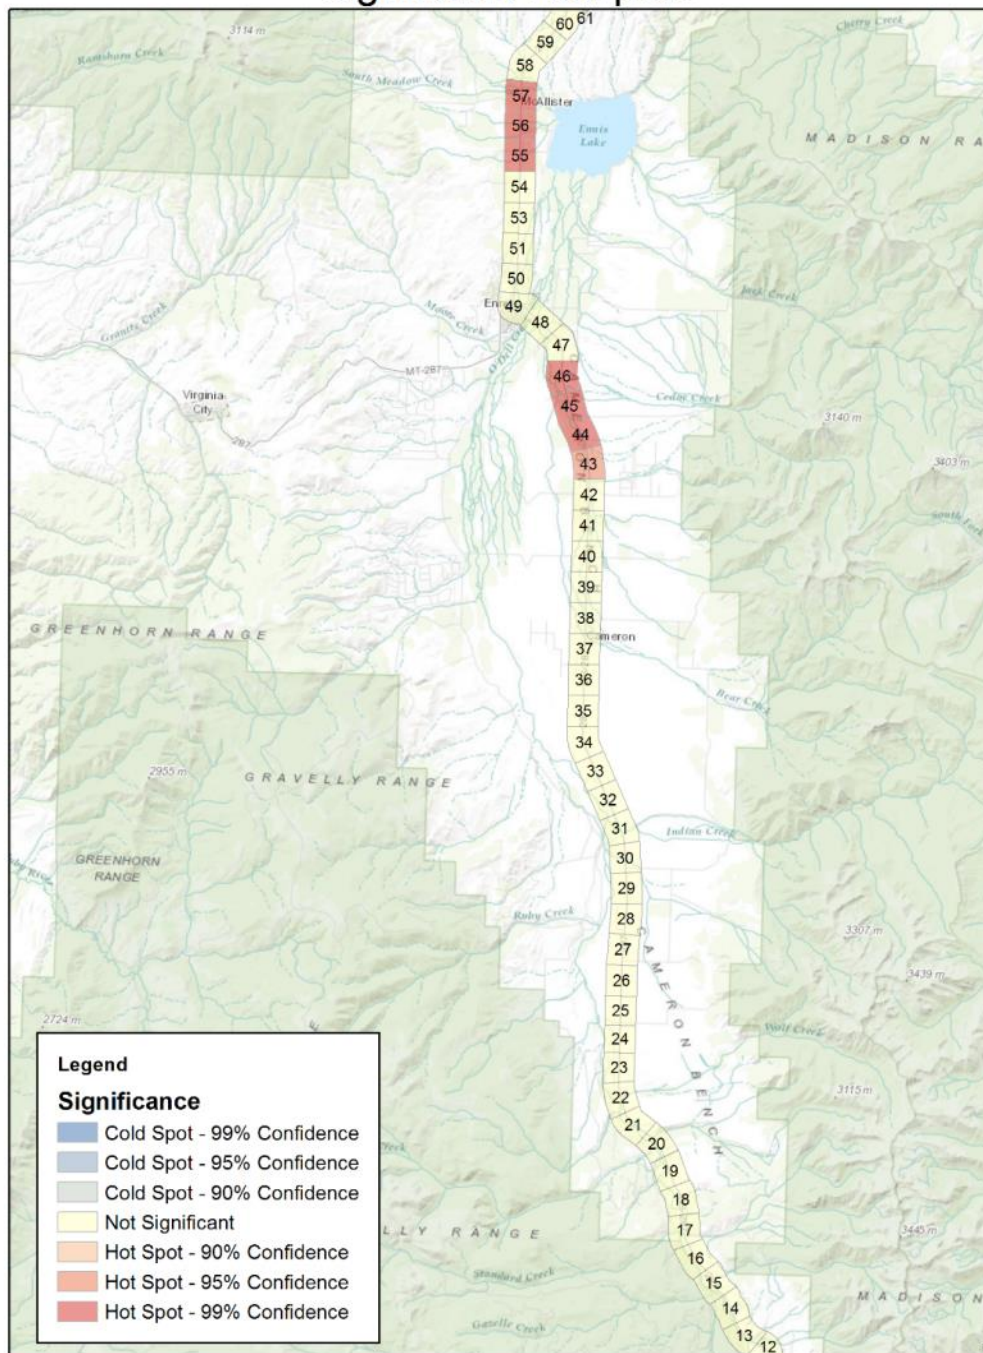 60 61
3114 m
Cherry Creek
59
Ramshorn Creek
58
South Meadow Creek
57
McAllister
56
Ennis
Lake
MADISON RA
55
54
53
51
50
Jack Creek
49
48
Moore Creek
Granite Creek
47
MT-287
46
Virginia
City
45
Cedar Creek
3140 m
287
44
43
3403 m
42
41
South Fork
40
39
38
GREENHORN RANGE
37
meron
36
Bear Creek
35
34
2955 m
33
GRAVELLY RANGE
32
31
Indian Creek
30
GREENHORN
RANGE
29
Ruby Creek
28
3307 m
27
CAMERON BENCH
26
3439 m
25
2724 m
24
Wolf Creek
23
3115 m
22
21
20
19
18
17
3445 m
LLY RANGE
16
Standard Creek
15
MADISON
14
Gazelle Creek
13
12
Legend
Significance
Cold Spot - 99% Confidence
Cold Spot - 95% Confidence
Cold Spot - 90% Confidence
Not Significant
Hot Spot - 90% Confidence
Hot Spot - 95% Confidence
Hot Spot - 99% Confidence